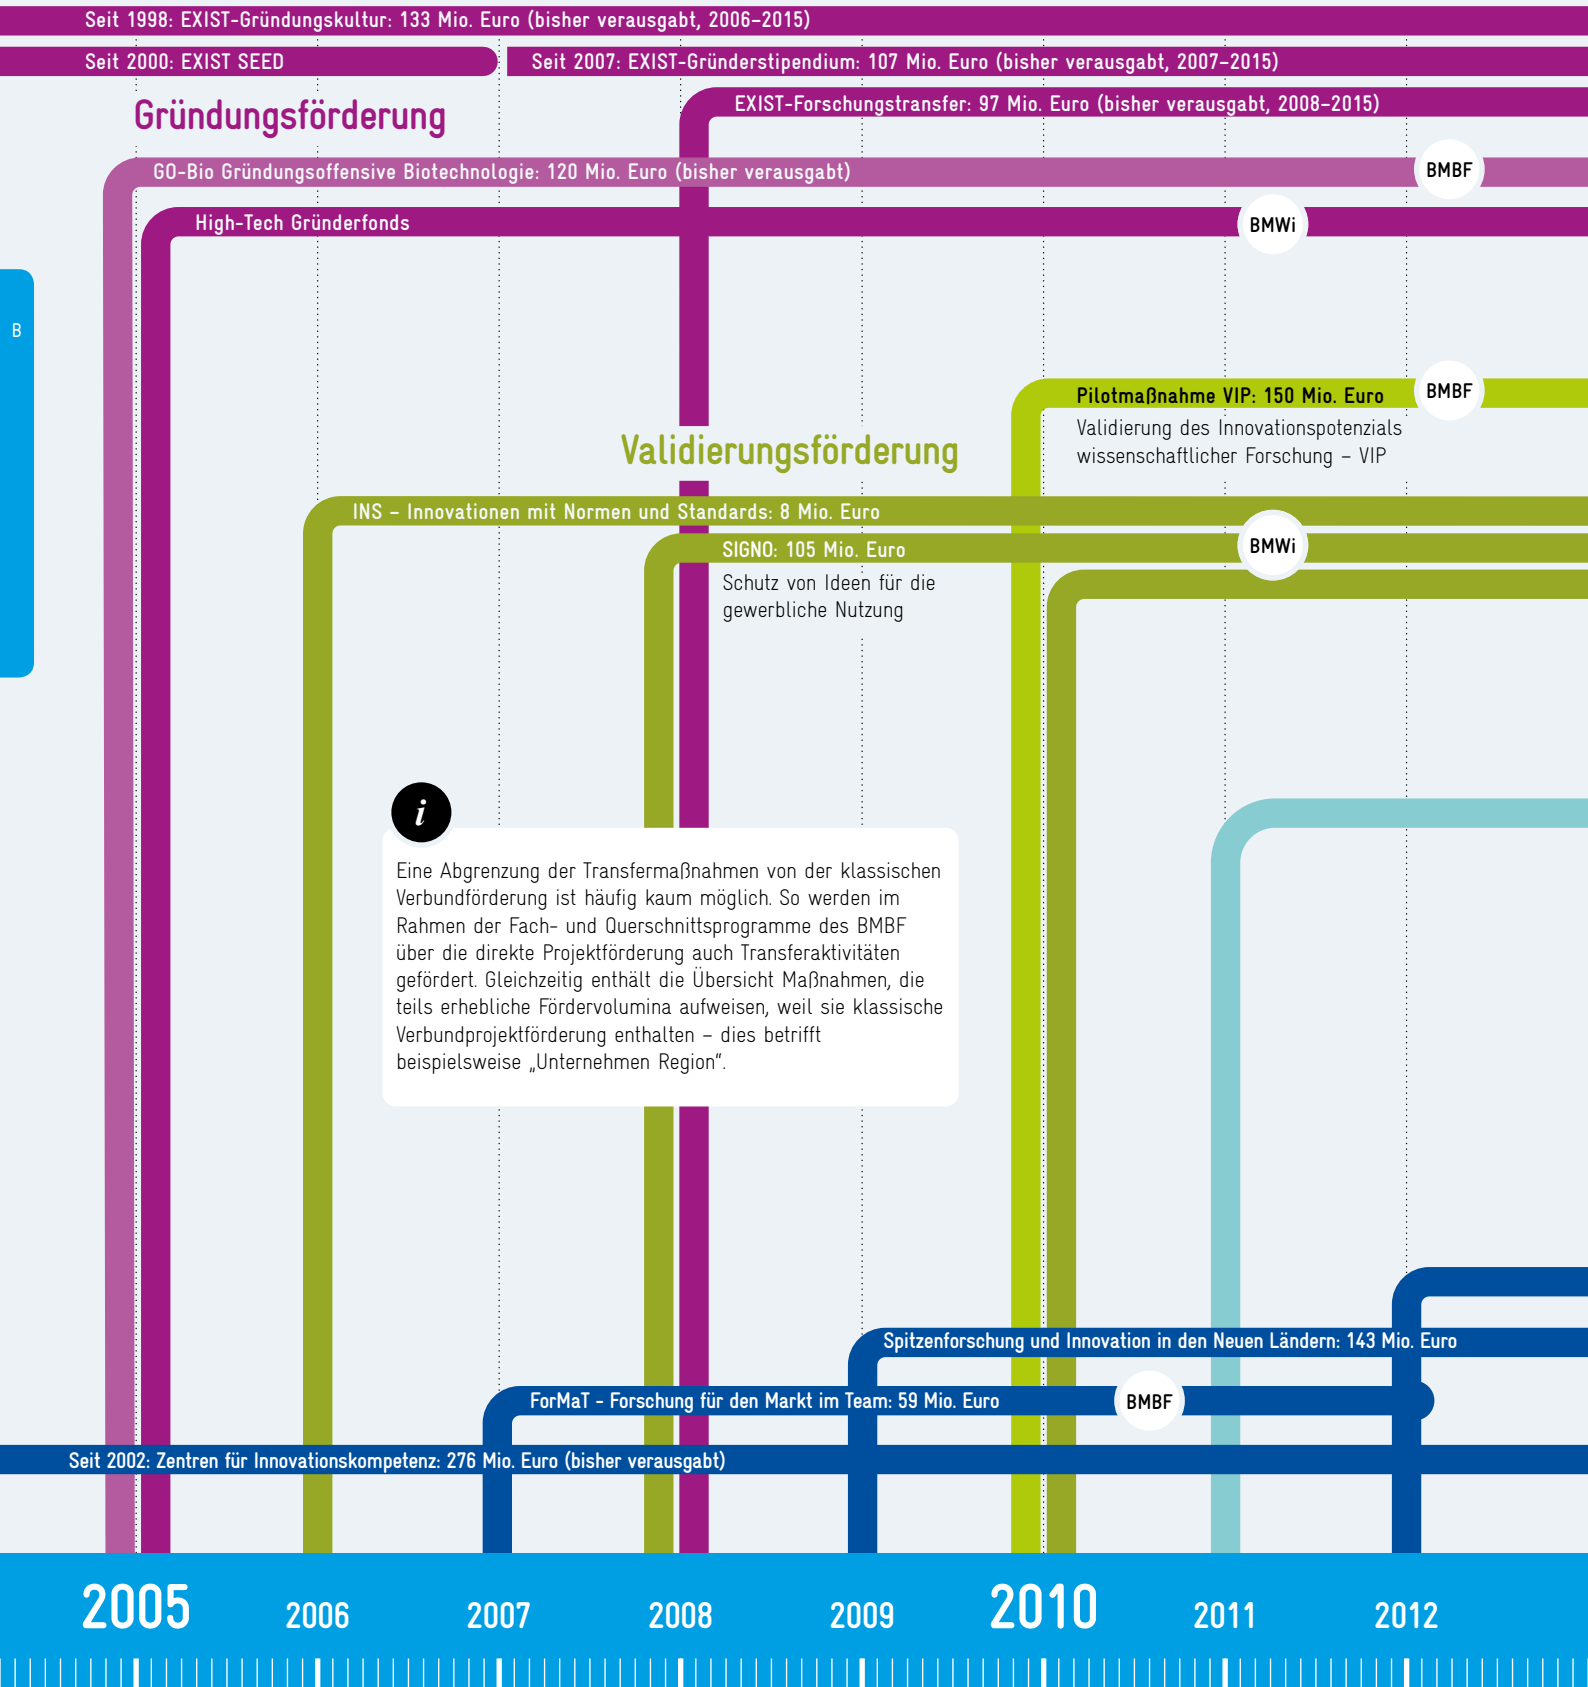 Seit 1998: EXIST-Gründungskultur: 133 Mio. Euro (bisher verausgabt, 2006–2015)
Seit 2000: EXIST SEED
Seit 2007: EXIST-Gründerstipendium: 107 Mio. Euro (bisher verausgabt, 2007–2015)
EXIST-Forschungstransfer: 97 Mio. Euro (bisher verausgabt, 2008–2015)
Gründungsförderung
GO-Bio Gründungsoffensive Biotechnologie: 120 Mio. Euro (bisher verausgabt)
BMBF
High-Tech Gründerfonds
BMWi
B
Pilotmaßnahme VIP: 150 Mio. Euro
BMBF
Validierung des Innovationspotenzials
wissenschaftlicher Forschung – VIP
Validierungsförderung
INS – Innovationen mit Normen und Standards: 8 Mio. Euro
SIGNO: 105 Mio. Euro
BMWi
Schutz von Ideen für die
gewerbliche Nutzung
i
Eine Abgrenzung der Transfermaßnahmen von der klassischen
Verbundförderung ist häufig kaum möglich. So werden im
Rahmen der Fach- und Querschnittsprogramme des BMBF
über die direkte Projektförderung auch Transferaktivitäten
gefördert. Gleichzeitig enthält die Übersicht Maßnahmen, die
teils erhebliche Fördervolumina aufweisen, weil sie klassische
Verbundprojektförderung enthalten – dies betrifft
beispielsweise „Unternehmen Region“.
Spitzenforschung und Innovation in den Neuen Ländern: 143 Mio. Euro
ForMaT - Forschung für den Markt im Team: 59 Mio. Euro
BMBF
Seit 2002: Zentren für Innovationskompetenz: 276 Mio. Euro (bisher verausgabt)
2005 2006 2007 2008 2009 2010 2011 2012